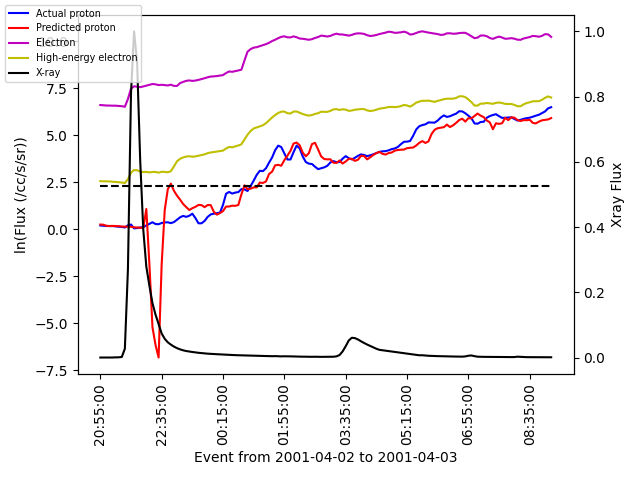 Actual proton
Predicted proton
Electron
High-energy electron
X-ray
7.5
5.0
2.5
0.0
−2.5
−5.0
−7.5
ln(Flux (/cc/s/sr))
1.0
0.8
0.6
0.4
0.2
0.0
Xray Flux
20:55:00
22:35:00
00:15:00
01:55:00
03:35:00
05:15:00
06:55:00
08:35:00
Event from 2001-04-02 to 2001-04-03